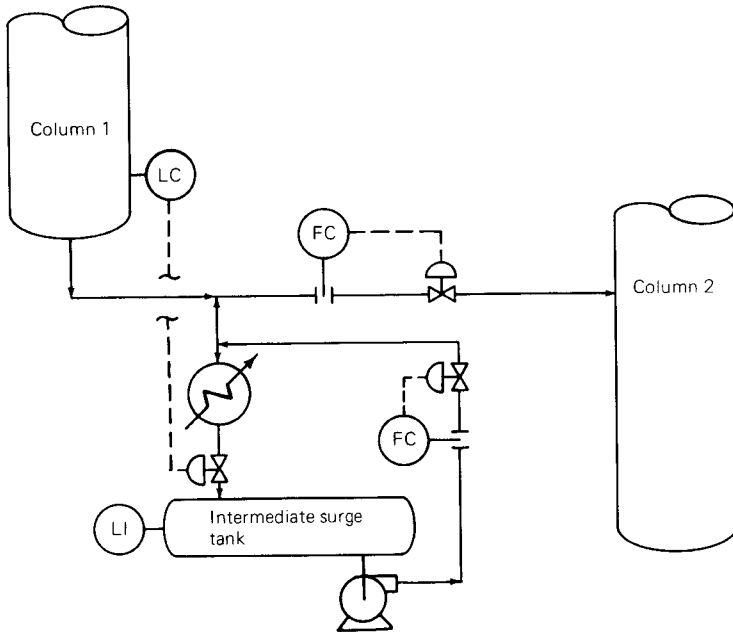 Column 1
LC
FC
Column 2
FC
LI
Intermediate surge
tank